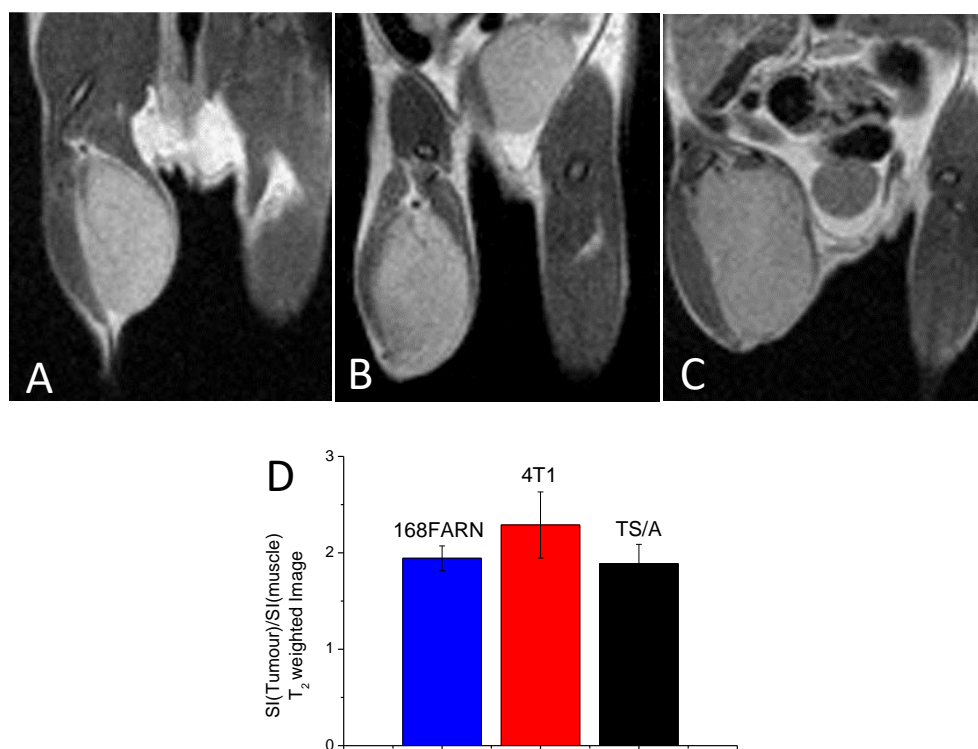 A
B
C
D
3
4T1
168FARN
TS/A
2
1
0
SI(Tumour)/SI(muscle)
T2 weighted Image